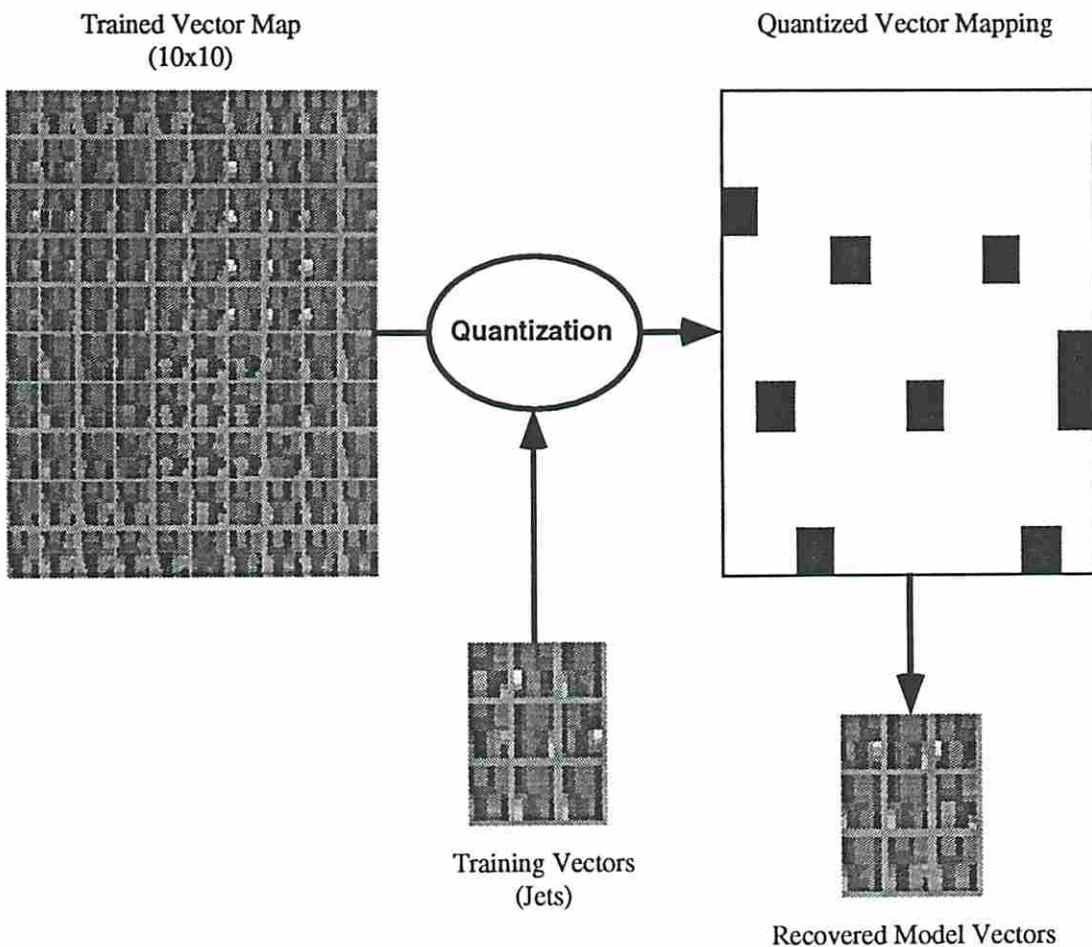 Trained Vector Map
(10x10)
Quantized Vector Mapping
Quantization
Training Vectors
(Jets)
Recovered Model Vectors